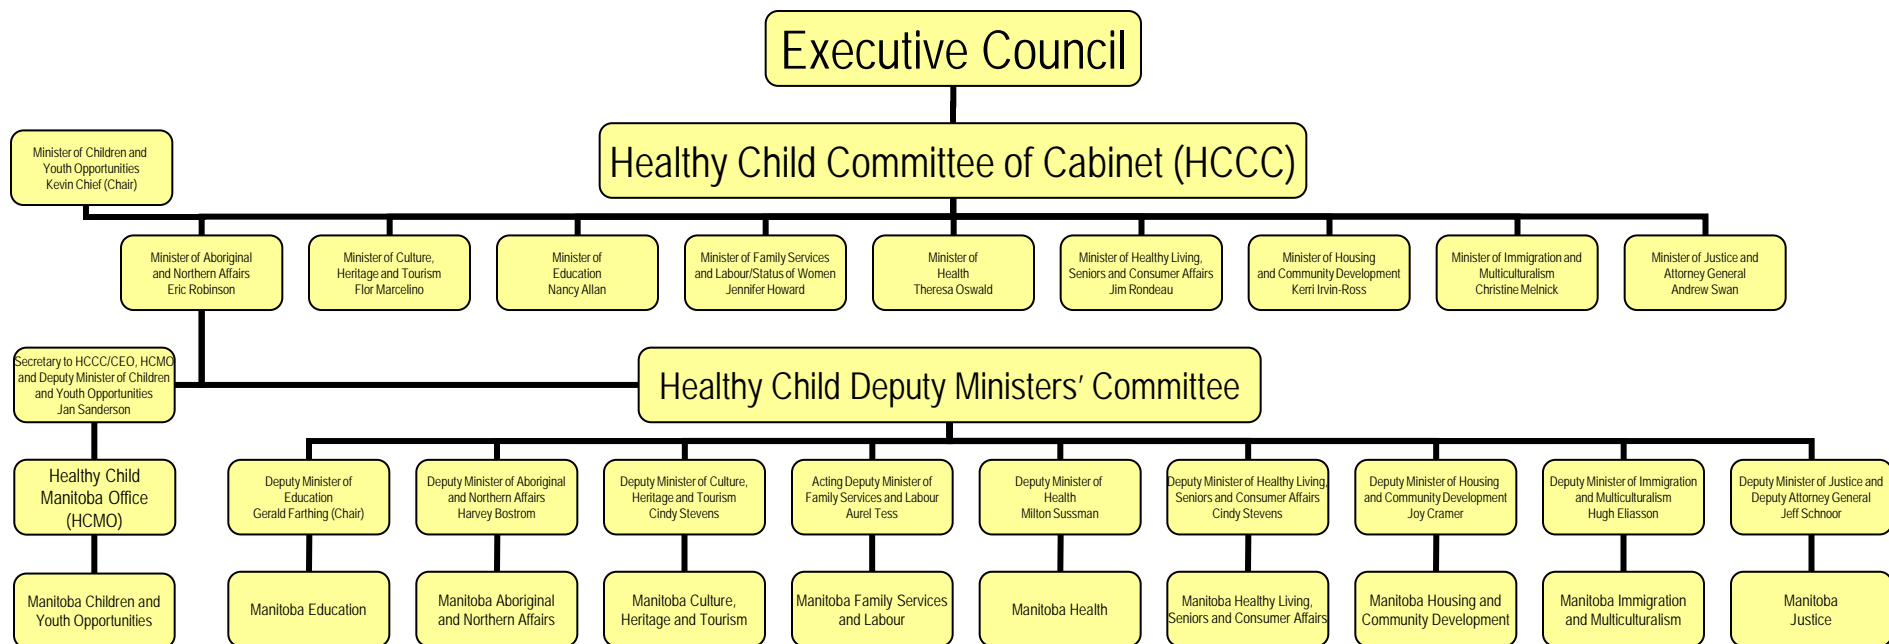 Executive Council
Healthy Child Committee of Cabinet (HCCC)
Minister of Children and
Youth Opportunities
Kevin Chief (Chair)
Minister of Aboriginal
and Northern Affairs
Eric Robinson
Minister of Culture,
Heritage and Tourism
Flor Marcelino
Minister of
Education
Nancy Allan
Minister of Family Services
and Labour/Status of Women
Jennifer Howard
Minister of
Health
Theresa Oswald
Minister of Healthy Living,
Seniors and Consumer Affairs
Jim Rondeau
Minister of Housing
and Community Development
Kerri Irvin-Ross
Minister of Immigration and
Multiculturalism
Christine Melnick
Minister of Justice and
Attorney General
Andrew Swan
Secretary to HCCC/CEO, HCMO
and Deputy Minister of Children
and Youth Opportunities
Jan Sanderson
Healthy Child Deputy Ministers' Committee
Healthy Child
Manitoba Office
(HCMO)
Deputy Minister of
Education
Gerald Farthing (Chair)
Deputy Minister of Aboriginal
and Northern Affairs
Harvey Bostrom
Deputy Minister of Culture,
Heritage and Tourism
Cindy Stevens
Acting Deputy Minister of
Family Services and Labour
Aurel Tess
Deputy Minister of
Health
Milton Sussman
Deputy Minister of Healthy Living,
Seniors and Consumer Affairs
Cindy Stevens
Deputy Minister of Housing
and Community Development
Joy Cramer
Deputy Minister of Immigration
and Multiculturalism
Hugh Eliasson
Deputy Minister of Justice and
Deputy Attorney General
Jeff Schnoor
Manitoba Children and
Youth Opportunities
Manitoba Education
Manitoba Aboriginal
and Northern Affairs
Manitoba Culture,
Heritage and Tourism
Manitoba Family Services
and Labour
Manitoba Health
Manitoba Healthy Living,
Seniors and Consumer Affairs
Manitoba Housing and
Community Development
Manitoba Immigration
and Multiculturalism
Manitoba
Justice